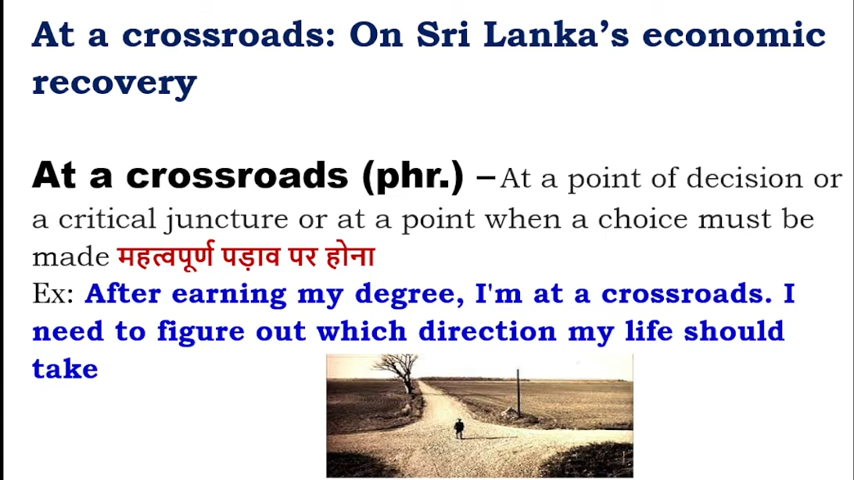 At a crossroads: On Sri Lanka’s economic
recovery
At a crossroads (phr.) – At a point of decision or
a critical juncture or at a point when a choice must be
made महत्वपूर्ण पड़ाव पर होना
Ex: After earning my degree, I'm at a crossroads. I
need to figure out which direction my life should
take